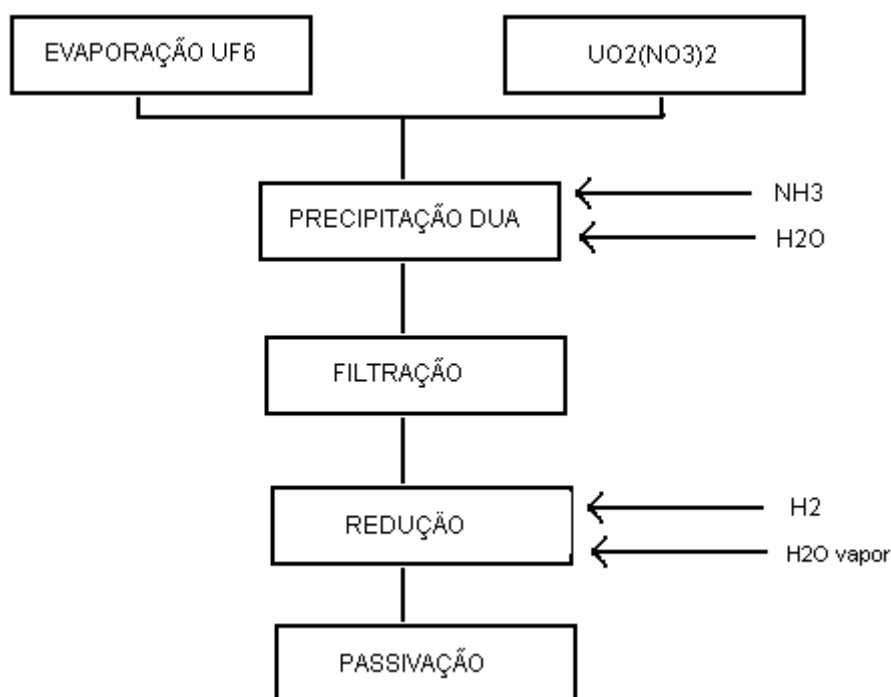 EVAPORAÇÃO UF6
UO2(NO3)2
PRECIPITAÇÃO DUA
NH3
H2O
FILTRAÇÃO
REDUÇÃO
H2
H2O vapor
PASSIVAÇÃO